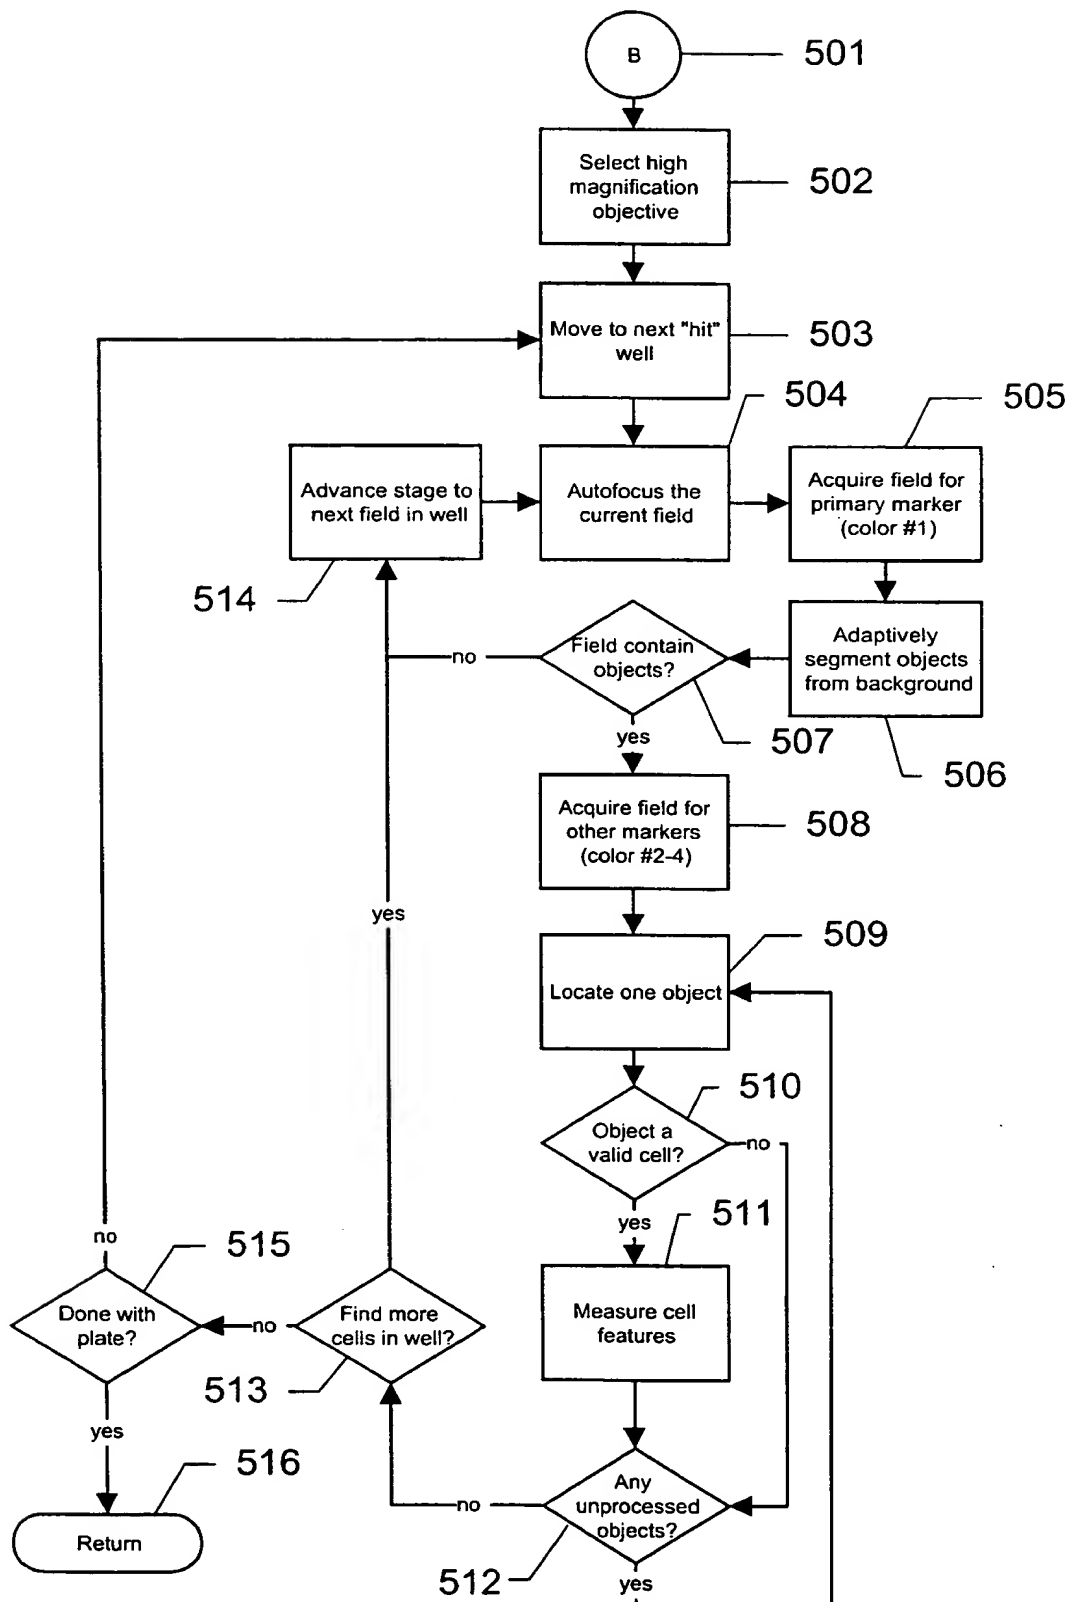 B
501
Select high
magnification
objective
502
Move to next "hit"
well
503
504
505
Advance stage to
next field in well
514
Autofocus the
current field
Acquire field for
primary marker
(color #1)
Adaptively
segment objects
from background
506
Field contain
objects?
507
no
yes
Acquire field for
other markers
(color #2-4)
508
yes
509
Locate one object
510
Object a
valid cell?
no
yes
511
Measure cell
features
no
515
Done with
plate?
no
Find more
cells in well?
513
yes
516
Return
no
Any
unprocessed
objects?
512
yes